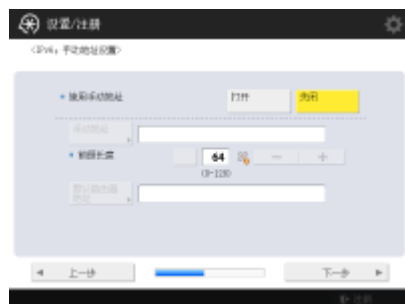 设置/注册
<IPv6: 手动地址设置>
使用手动地址
打开
关闭
手动地址
前缀长度
64
(0-128)
默认路由器
地址
上一步
下一步
注册